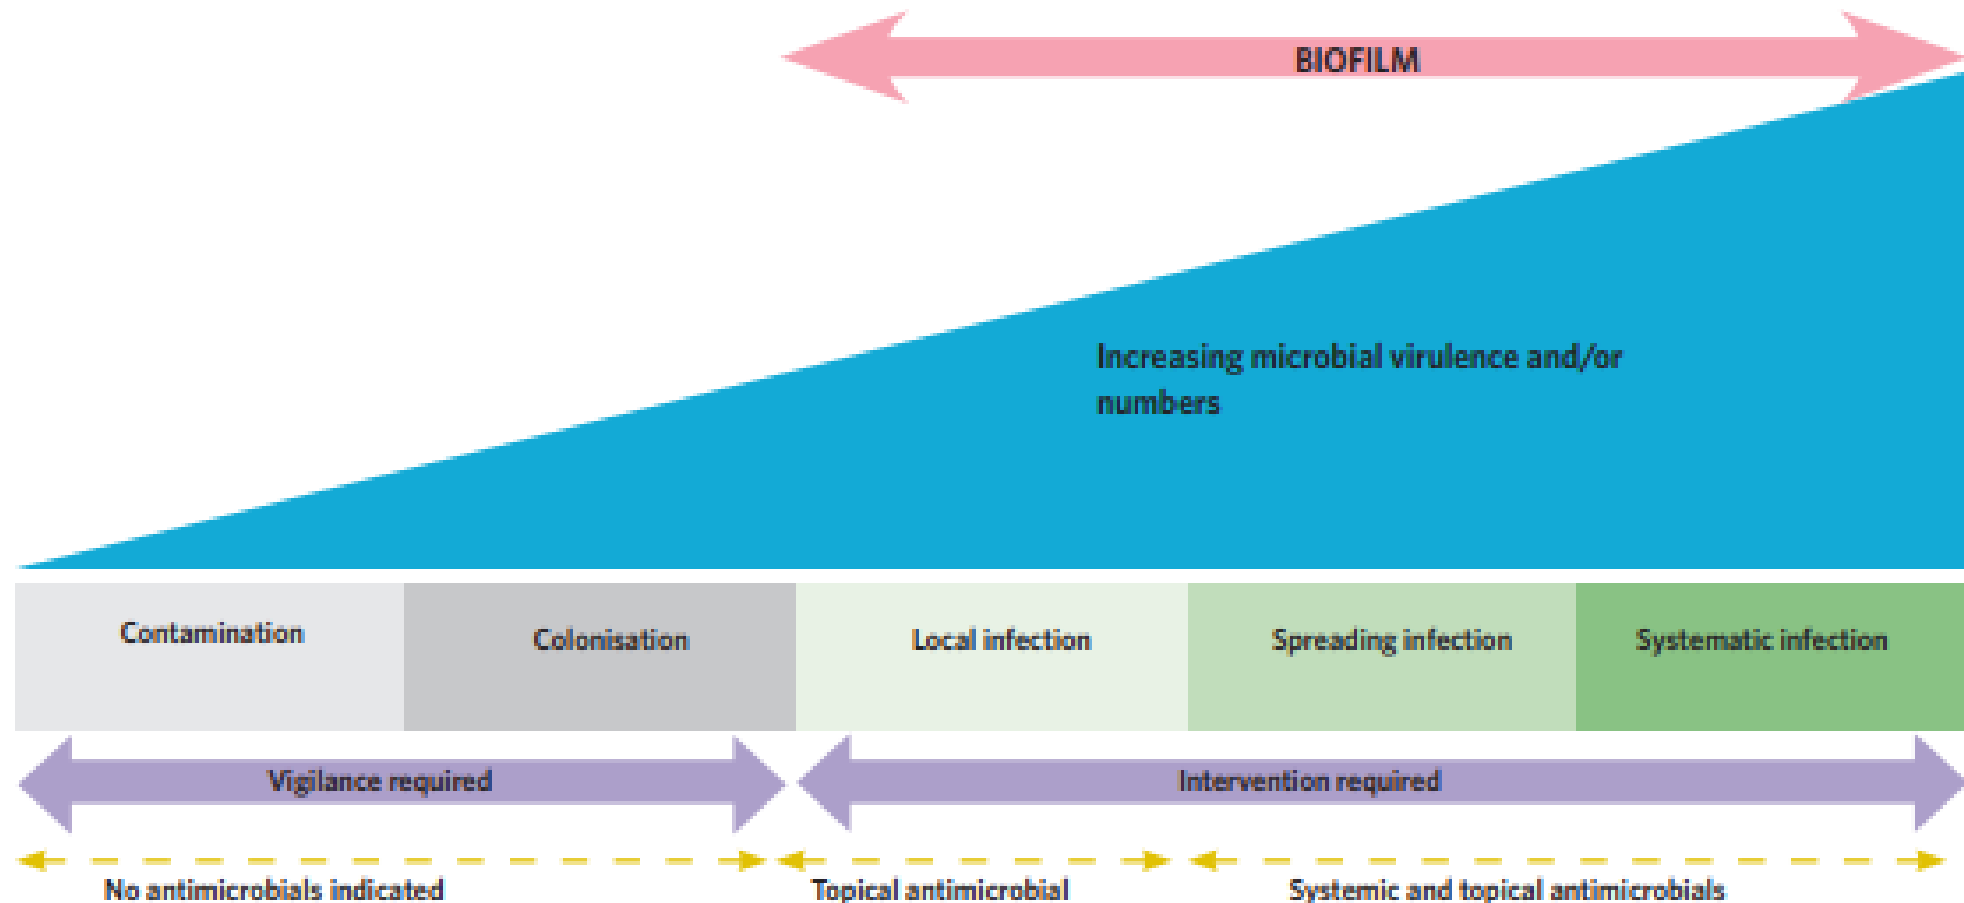 BIOFILM
Increasing microbial virulence and/or
numbers
Contamination
Colonisation
Local infection
Spreading infection
Systematic infection
Vigilance required
Intervention required
No antimicrobials indicated
Topical antimicrobial
Systemic and topical antimicrobials